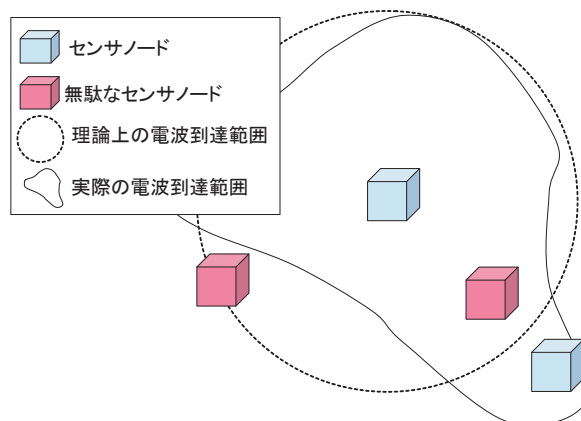 センサノード
無駄なセンサノード
理論上の電波到達範囲
実際の電波到達範囲